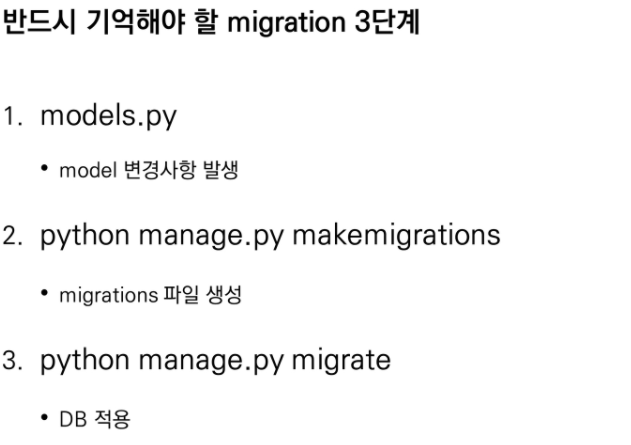 반드시 기억해야 할 migration 3단계
1. models.py
• model 변경사항 발생
2. python manage.py makemigrations
• migrations 파일 생성
3. python manage.py migrate
• DB 적용